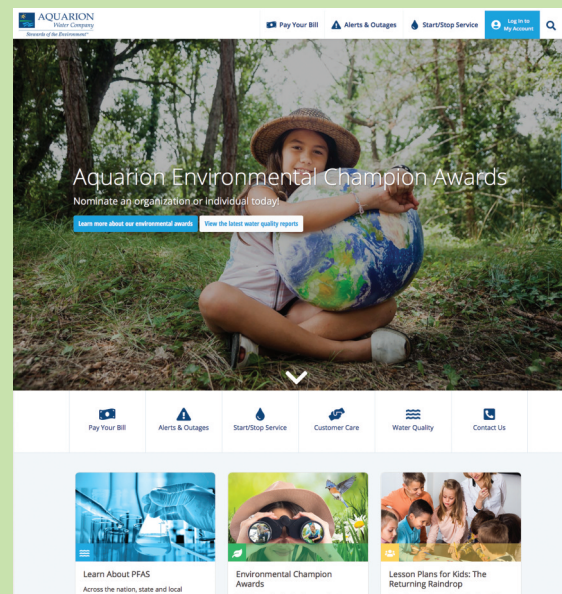 AQUARION
Water Company
Stewards of the Environment™
Pay Your Bill
Alerts & Outages
Start/Stop Service
Log In to
My Account
Aquarion Environmental Champion Awards
Nominate an organization or individual today!
Learn more about our environmental awards
View the latest water quality reports
Pay Your Bill
Alerts & Outages
Start/Stop Service
Customer Care
Water Quality
Contact Us
Learn About PFAS
Across the nation, state and local
Environmental Champion
Awards
Lesson Plans for Kids: The
Returning Raindrop